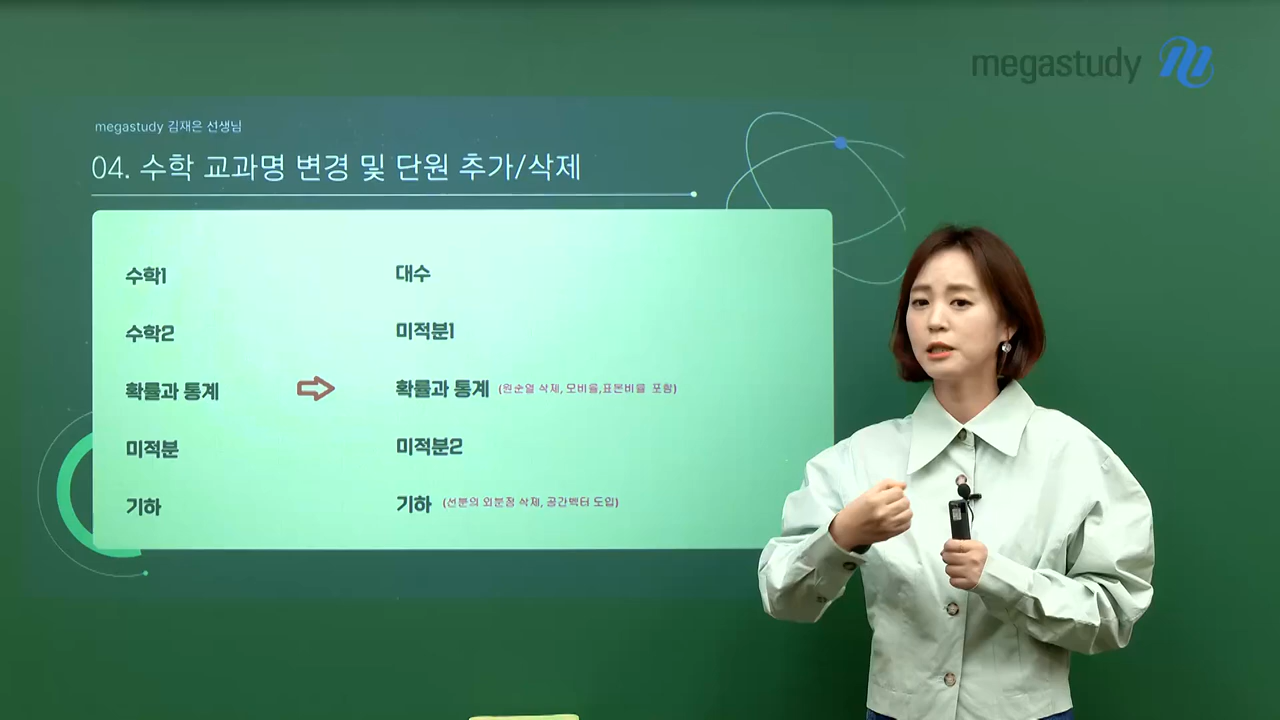 megastudy
megastudy 김재은 선생님
04. 수학 교과명 변경 및 단원 추가/삭제
수학1 대수
수학2 미적분1
확률과 통계 확률과 통계 (원순열 삭제, 모비율,표본비율 포함)
미적분 미적분2
기하 기하 (선분의 외분점 삭제, 공간벡터 도입)